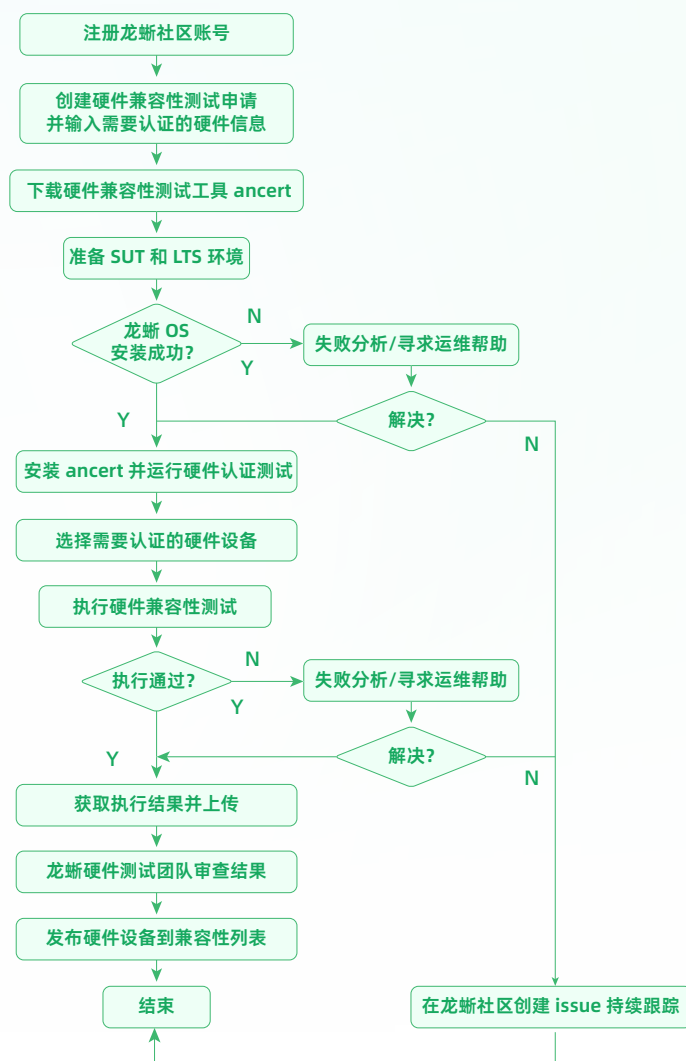 注册龙蜥社区账号
创建硬件兼容性测试申请
并输入需要认证的硬件信息
下载硬件兼容性测试工具 ancert
准备 SUT 和 LTS 环境
龙蜥 OS
安装成功？
N
Y
失败分析/寻求运维帮助
解决？
Y
N
安装 ancert 并运行硬件认证测试
选择需要认证的硬件设备
执行硬件兼容性测试
执行通过？
N
Y
失败分析/寻求运维帮助
解决？
Y
N
获取执行结果并上传
龙蜥硬件测试团队审查结果
发布硬件设备到兼容性列表
结束
在龙蜥社区创建 issue 持续跟踪